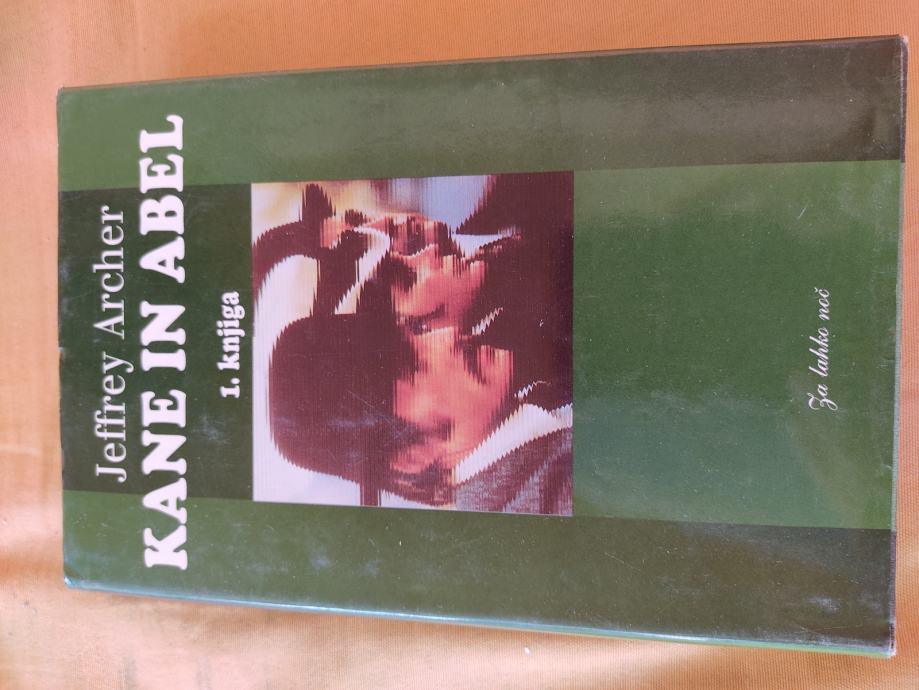 Jeffrey Archer
KANE IN ABEL
1. knjiga
Za lahko noč